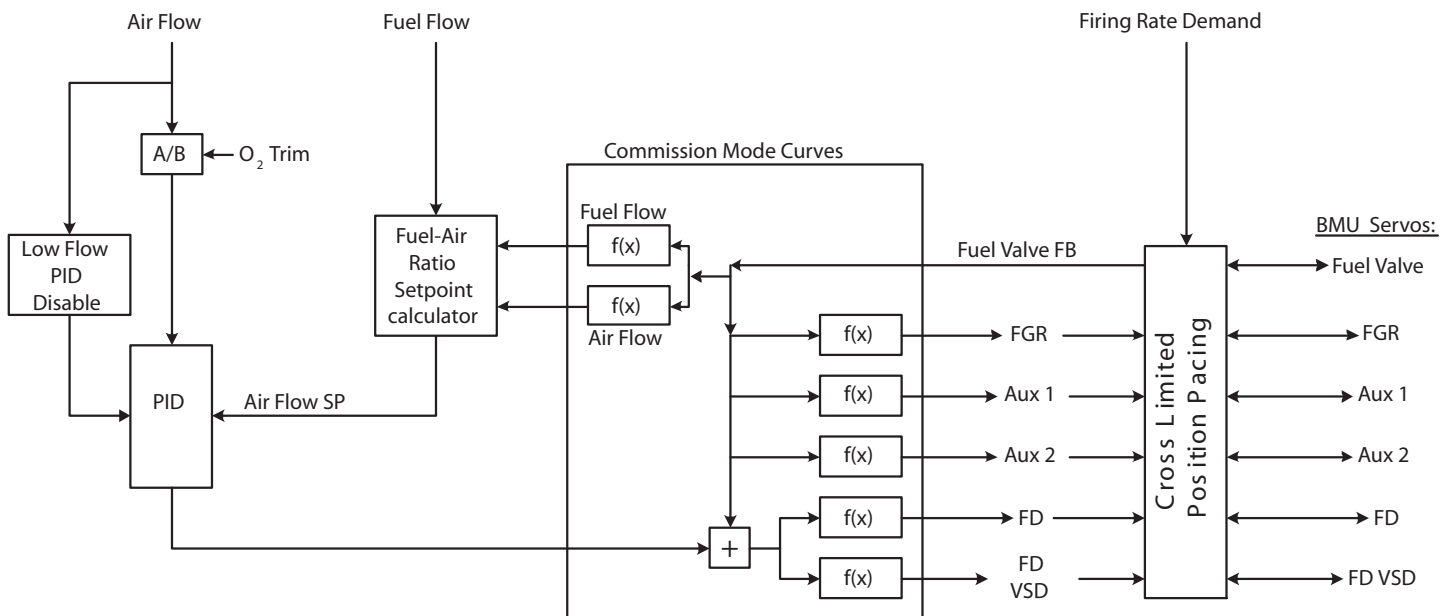 Air Flow
Fuel Flow
Firing Rate Demand
A/B
O2 Trim
Commission Mode Curves
Fuel Flow
f(x)
Fuel-Air
Ratio
Setpoint
calculator
f(x)
Air Flow
Low Flow
PID
Disable
PID
Air Flow SP
Fuel Valve FB
f(x)
FGR
f(x)
Aux 1
f(x)
Aux 2
+
f(x)
FD
f(x)
FD
VSD
Cross Limited
Position Pacing
BMU Servos:
Fuel Valve
FGR
Aux 1
Aux 2
FD
FD VSD